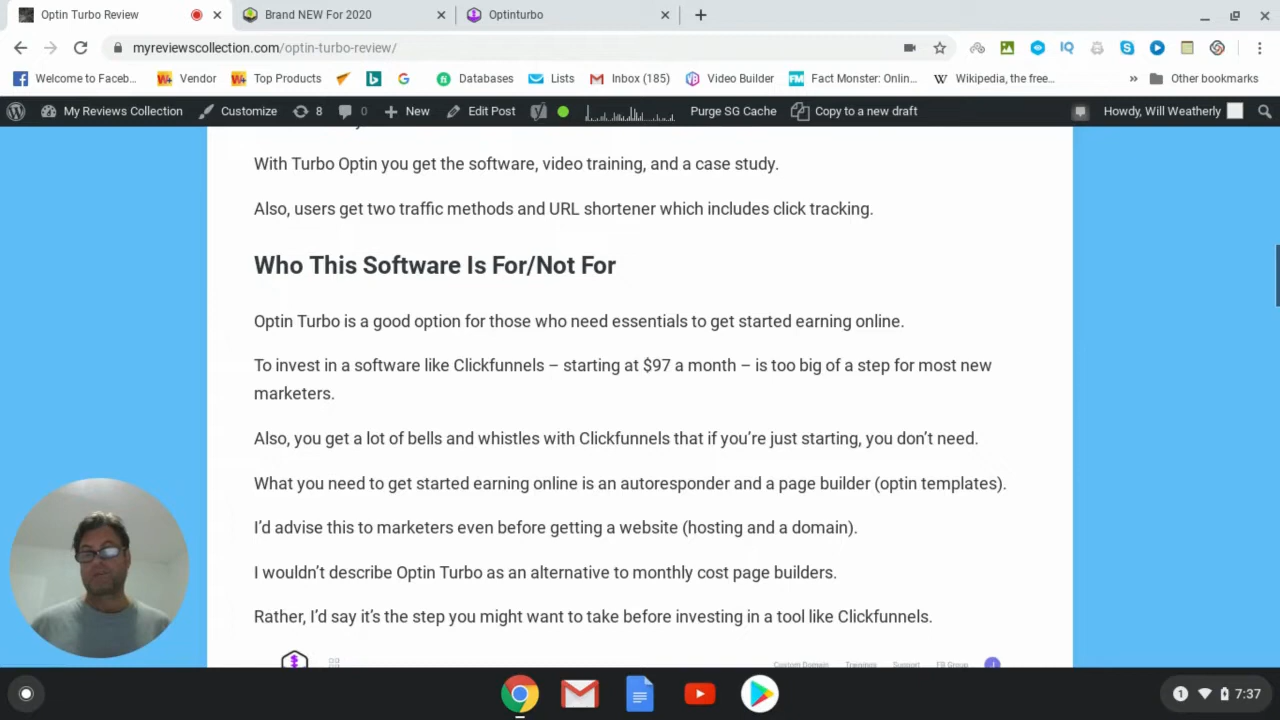 Optin Turbo Review
Brand NEW For 2020
Optinturbo
myreviewscollection.com/optin-turbo-review/
Welcome to Faceb...
Vendor
Top Products
Databases
Lists
Inbox (185)
Video Builder
Fact Monster: Onlin...
Wikipedia, the free...
Other bookmarks
My Reviews Collection
Customize
8
0
New
Edit Post
Purge SG Cache
Copy to a new draft
Howdy, Will Weatherly
With Turbo Optin you get the software, video training, and a case study.
Also, users get two traffic methods and URL shortener which includes click tracking.
Who This Software Is For/Not For
Optin Turbo is a good option for those who need essentials to get started earning online.
To invest in a software like Clickfunnels – starting at $97 a month – is too big of a step for most new
marketers.
Also, you get a lot of bells and whistles with Clickfunnels that if you’re just starting, you don’t need.
What you need to get started earning online is an autoresponder and a page builder (optin templates).
I’d advise this to marketers even before getting a website (hosting and a domain).
I wouldn’t describe Optin Turbo as an alternative to monthly cost page builders.
Rather, I’d say it’s the step you might want to take before investing in a tool like Clickfunnels.
Custom Domain
Training
Support
FB Group
1
7:37